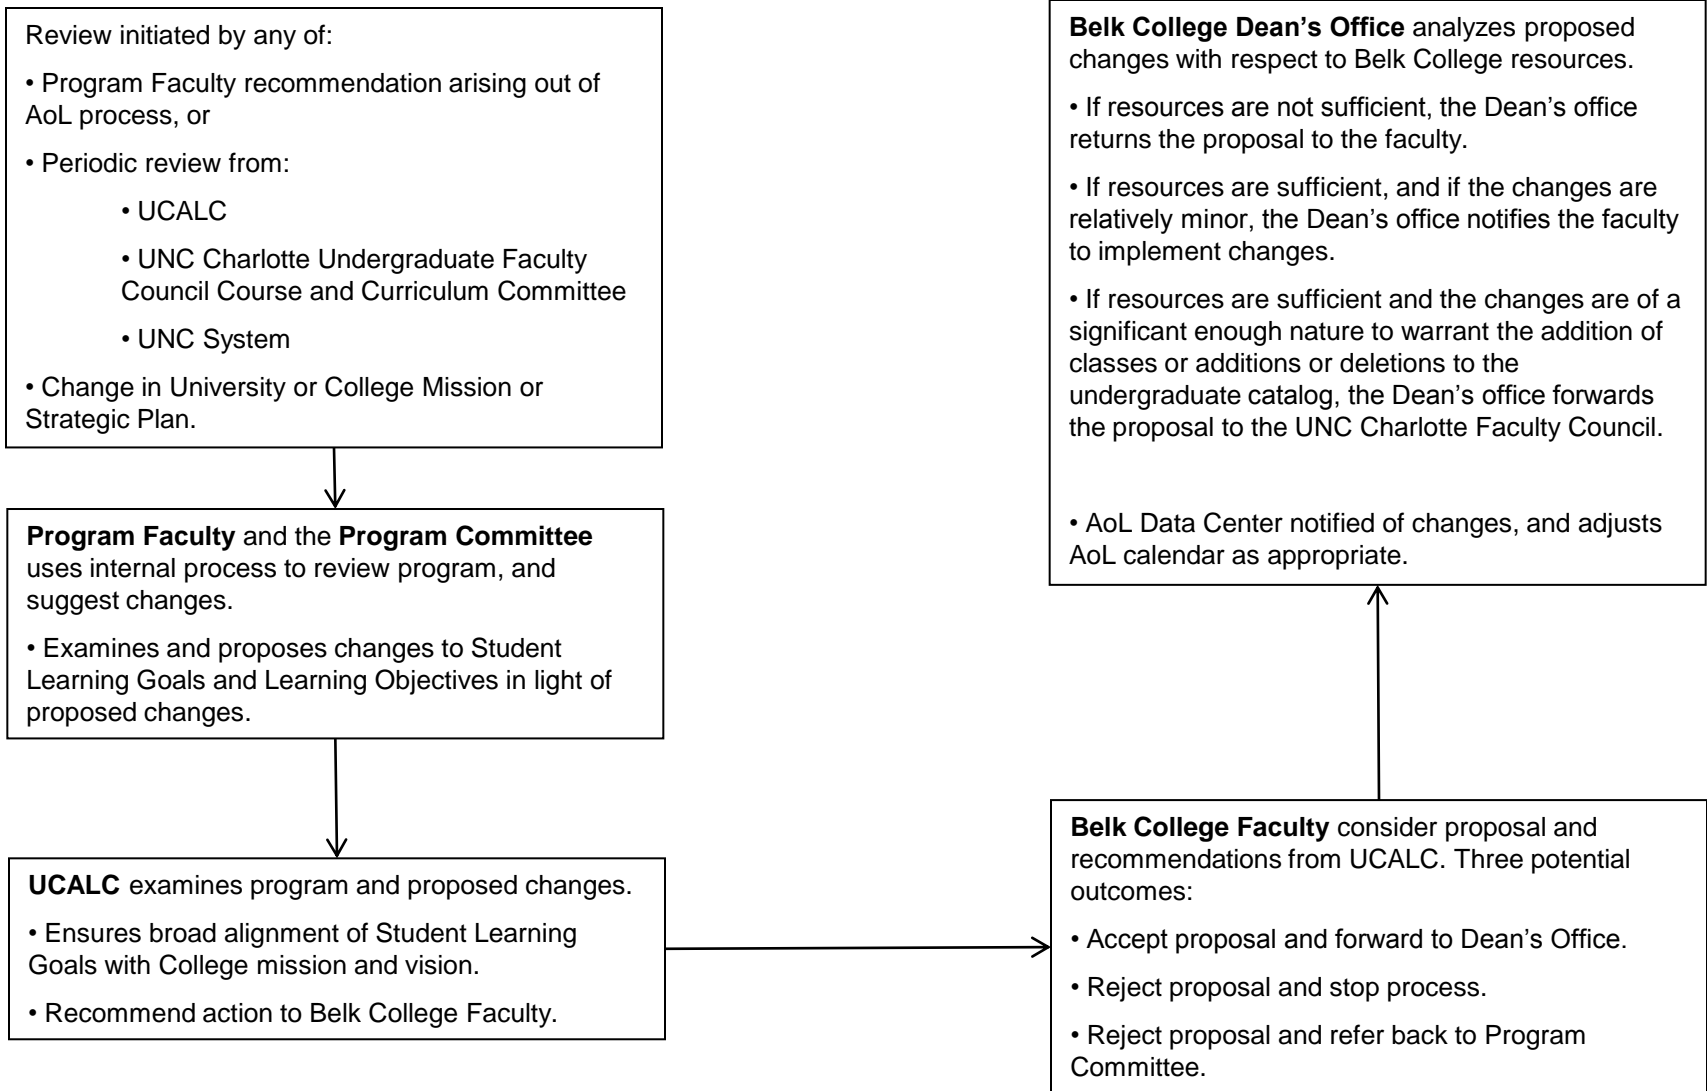 Review initiated by any of:
• Program Faculty recommendation arising out of
AoL process, or
• Periodic review from:
• UCALC
• UNC Charlotte Undergraduate Faculty
Council Course and Curriculum Committee
• UNC System
• Change in University or College Mission or
Strategic Plan.
Program Faculty and the Program Committee
uses internal process to review program, and
suggest changes.
• Examines and proposes changes to Student
Learning Goals and Learning Objectives in light of
proposed changes.
UCALC examines program and proposed changes.
• Ensures broad alignment of Student Learning
Goals with College mission and vision.
• Recommend action to Belk College Faculty.
Belk College Faculty consider proposal and
recommendations from UCALC. Three potential
outcomes:
• Accept proposal and forward to Dean’s Office.
• Reject proposal and stop process.
• Reject proposal and refer back to Program
Committee.
Belk College Dean’s Office analyzes proposed
changes with respect to Belk College resources.
• If resources are not sufficient, the Dean’s office
returns the proposal to the faculty.
• If resources are sufficient, and if the changes are
relatively minor, the Dean’s office notifies the faculty
to implement changes.
• If resources are sufficient and the changes are of a
significant enough nature to warrant the addition of
classes or additions or deletions to the
undergraduate catalog, the Dean’s office forwards
the proposal to the UNC Charlotte Faculty Council.
• AoL Data Center notified of changes, and adjusts
AoL calendar as appropriate.